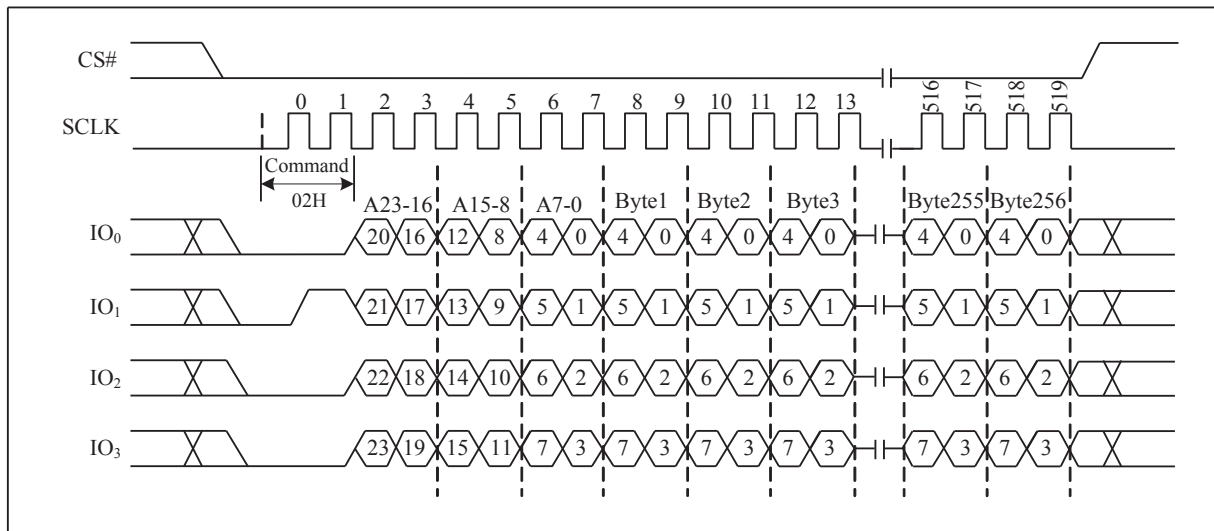 CS#
SCLK 0 1 2 3 4 5 6 7 8 9 10 11 12 13 516 517 518 519
Command
02H
A23-16 A15-8 A7-0 Byte1 Byte2 Byte3 Byte255 Byte256
IO₀ 20 16 12 8 4 0 4 0 4 0 4 0 4 0 4 0
IO₁ 21 17 13 9 5 1 5 1 5 1 5 1 5 1 5 1
IO₂ 22 18 14 10 6 2 6 2 6 2 6 2 6 2 6 2
IO₃ 23 19 15 11 7 3 7 3 7 3 7 3 7 3 7 3